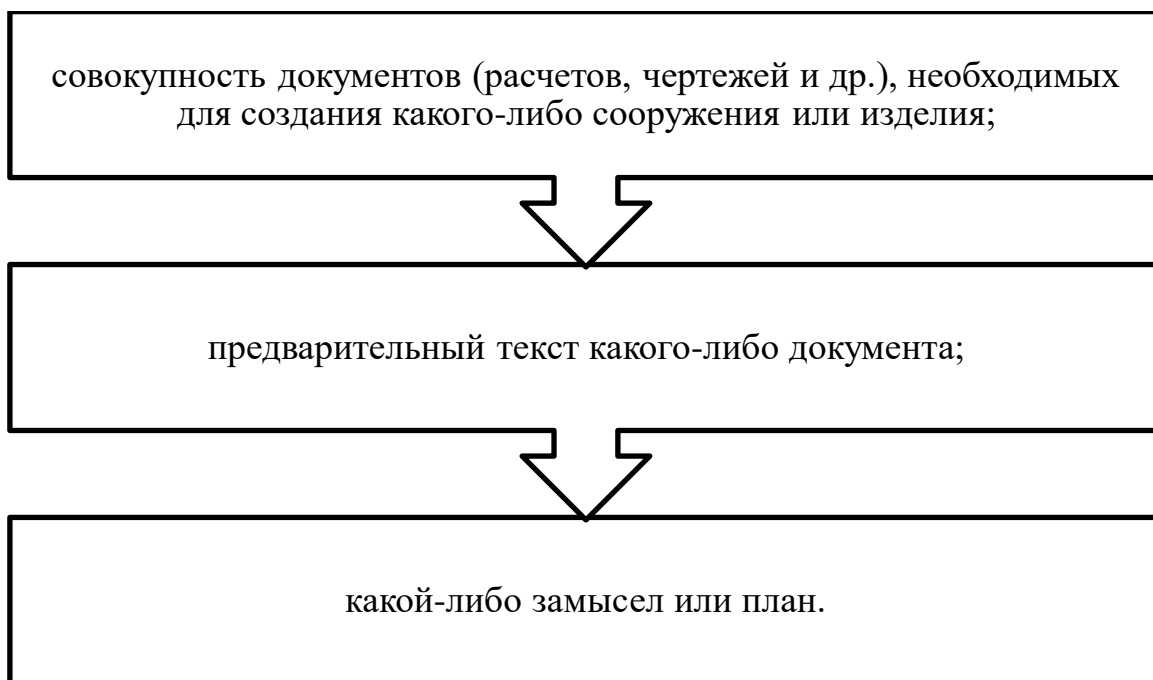 совокупность документов (расчетов, чертежей и др.), необходимых
для создания какого-либо сооружения или изделия;
предварительный текст какого-либо документа;
какой-либо замысел или план.